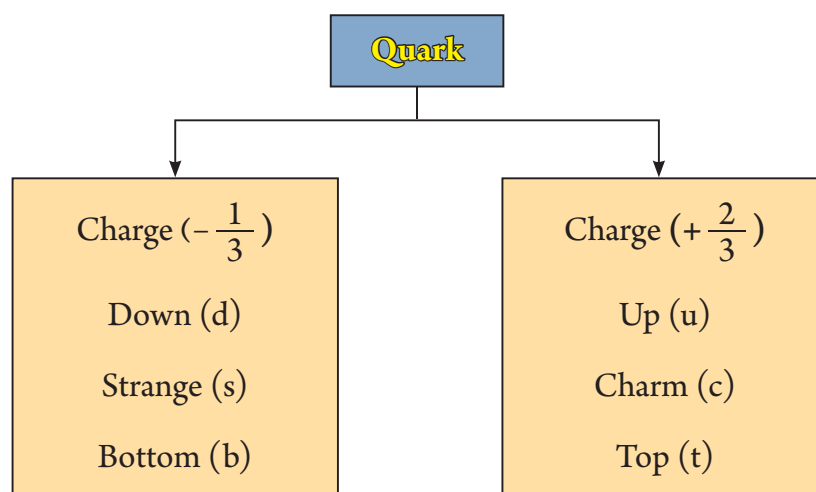 Quark
Charge (– 1/3)
Down (d)
Strange (s)
Bottom (b)
Charge (+ 2/3)
Up (u)
Charm (c)
Top (t)